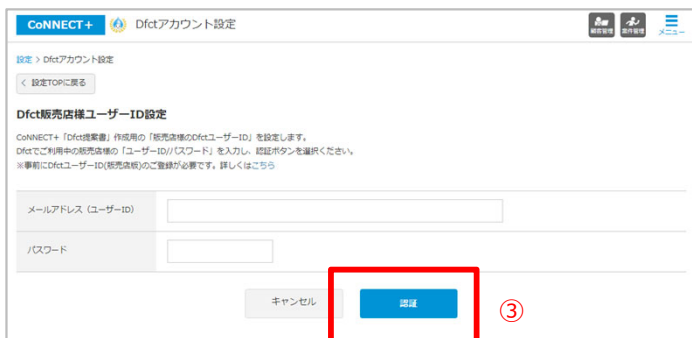 CoNNECT+ Dfctアカウント設定
顧客管理 案件管理 メニュー
設定 > Dfctアカウント設定
< 設定TOPに戻る
Dfct販売店様ユーザーID設定
CoNNECT+「Dfct提案書」作成用の「販売店様のDfctユーザーID」を設定します。
Dfctでご利用中の販売店様の「ユーザーID/パスワード」を入力し、認証ボタンを選択ください。
※事前にDfctユーザーID(販売店版)のご登録が必要です。詳しくはこちら
メールアドレス（ユーザーID）
パスワード
キャンセル 認証 ③